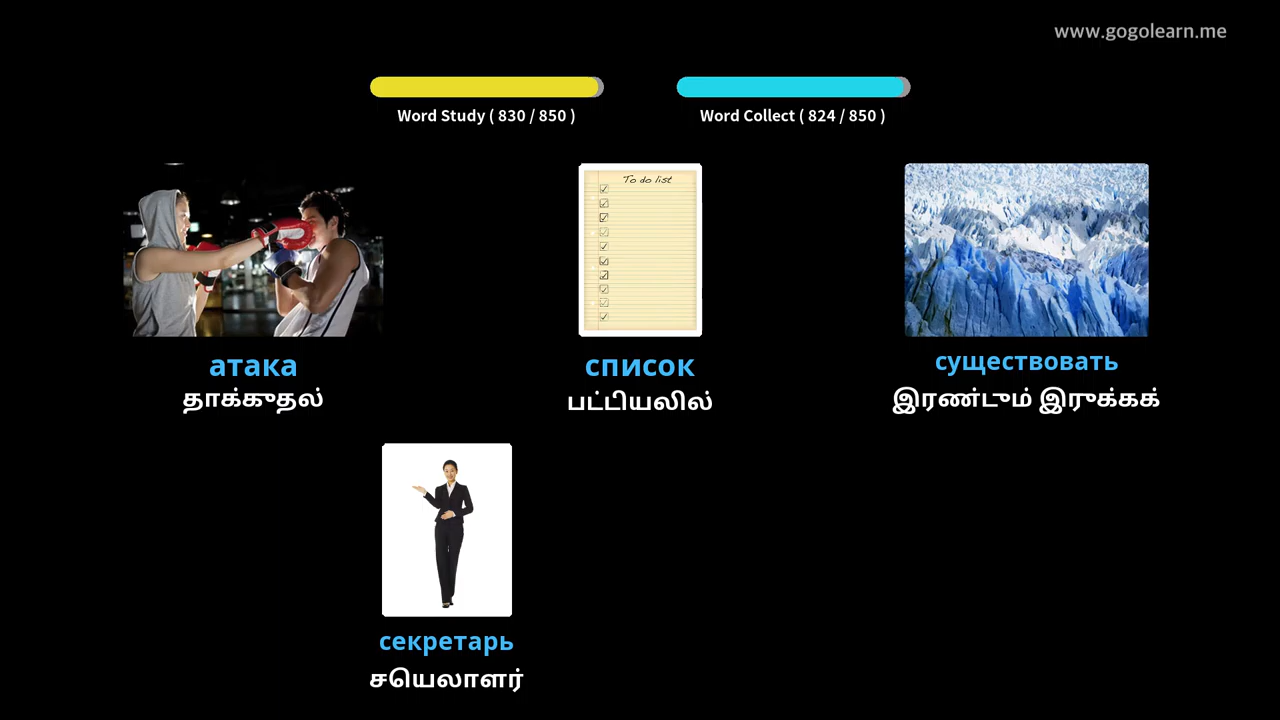 www.gogolearn.me
Word Study ( 830 / 850 )
Word Collect ( 824 / 850 )
To do list
атака
список
существовать
தாக்குதல்
பட்டியலில்
இரண்டும் இருக்கக்
секретарь
சயெலாளர்